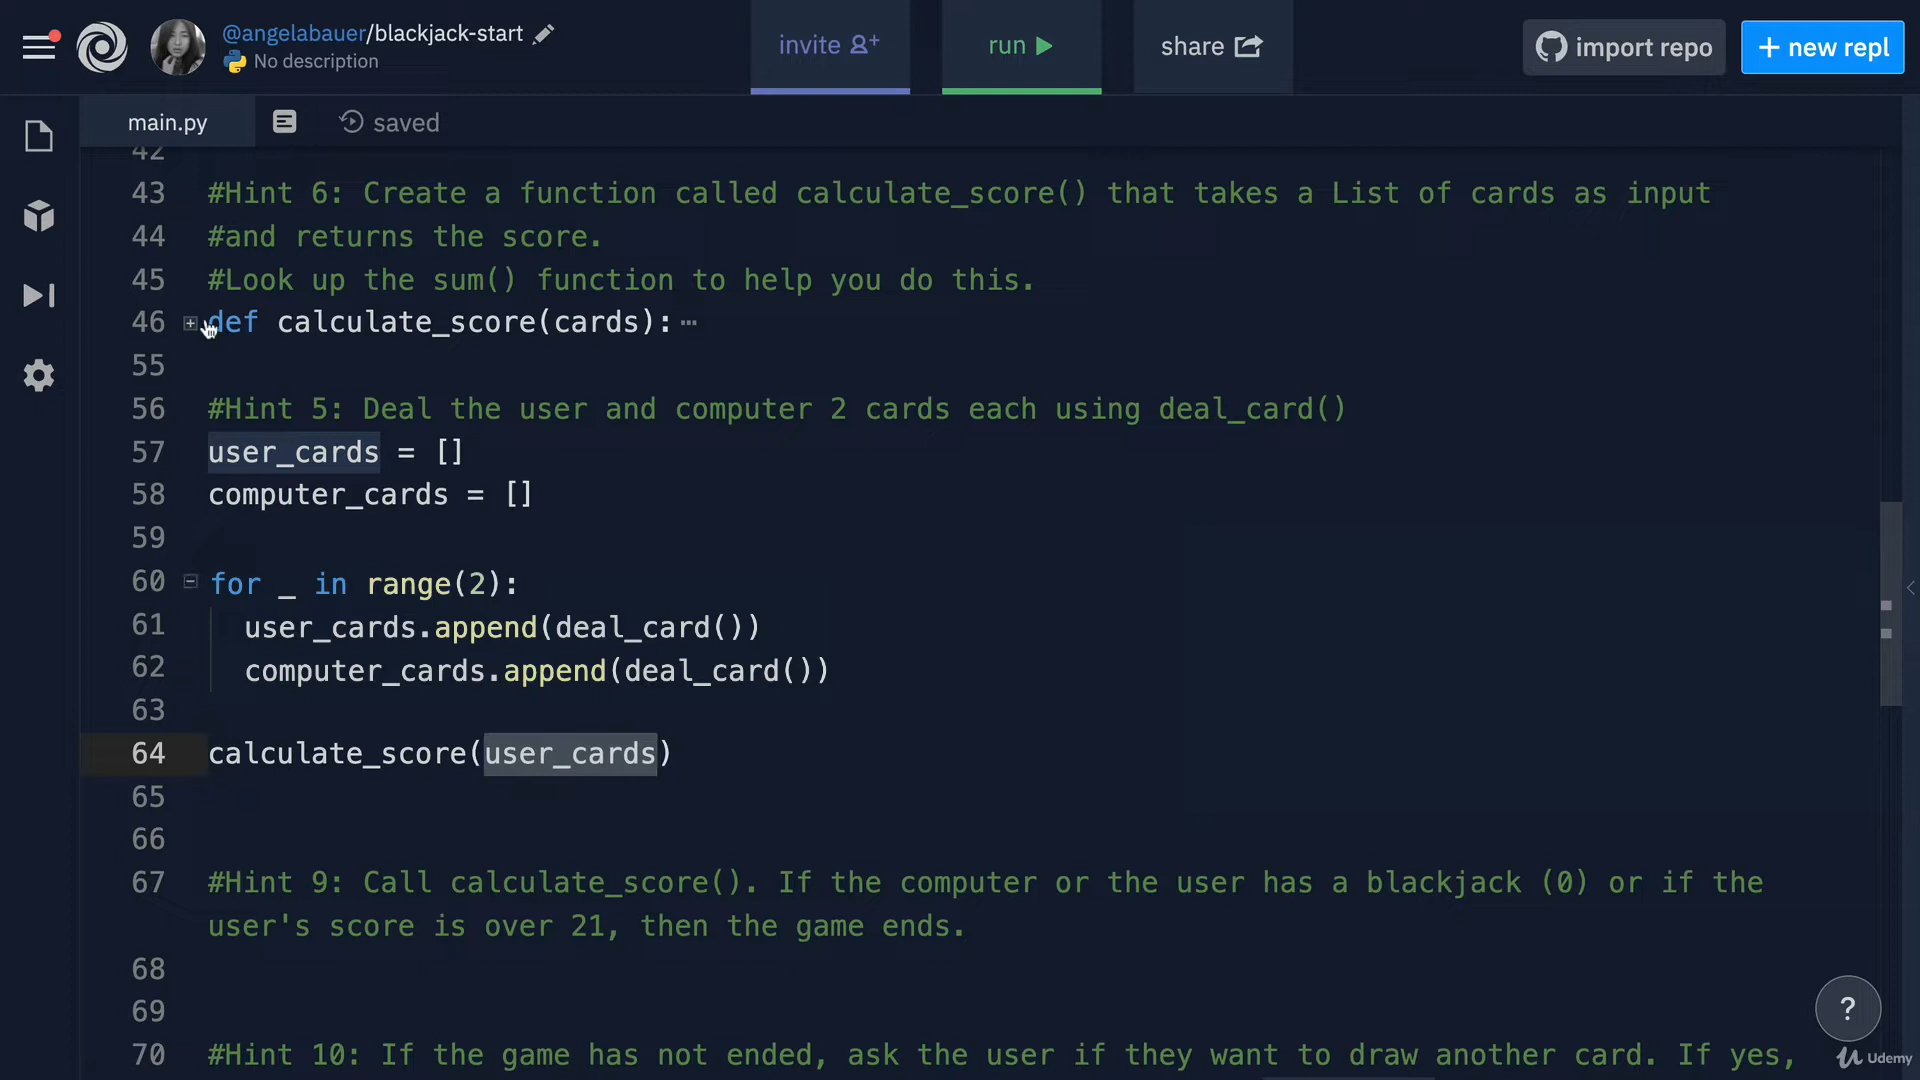 @angelabauer/blackjack-start
No description
invite
run
share
import repo
+ new repl
main.py
saved
42
43 #Hint 6: Create a function called calculate_score() that takes a List of cards as input
44 #and returns the score.
45 #Look up the sum() function to help you do this.
46 def calculate_score(cards):
55
56 #Hint 5: Deal the user and computer 2 cards each using deal_card()
57 user_cards = []
58 computer_cards = []
59
60 for _ in range(2):
61 user_cards.append(deal_card())
62 computer_cards.append(deal_card())
63
64 calculate_score(user_cards)
65
66
67 #Hint 9: Call calculate_score(). If the computer or the user has a blackjack (0) or if the
user's score is over 21, then the game ends.
68
69
70 #Hint 10: If the game has not ended, ask the user if they want to draw another card. If yes,
?
Udemy